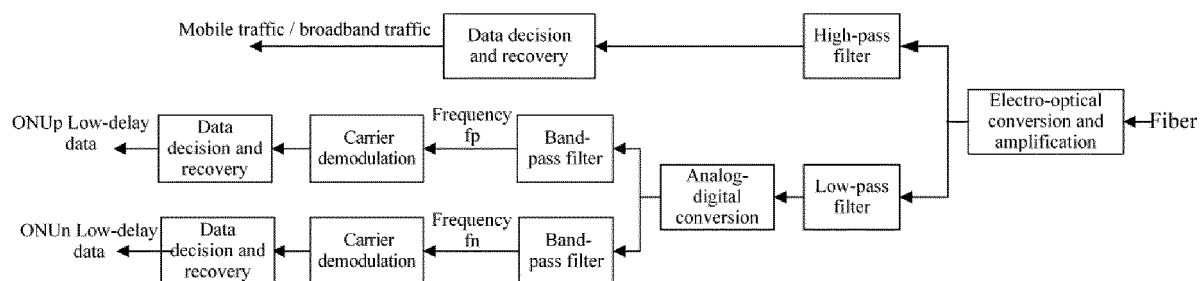 Mobile traffic / broadband traffic
Data decision
and recovery
High-pass
filter
Electro-optical
conversion and
amplification
Fiber
ONUp Low-delay
data
Data
decision and
recovery
Carrier
demodulation
Frequency
fp
Band-
pass filter
Analog-
digital
conversion
Low-pass
filter
ONUn Low-delay
data
Data
decision and
recovery
Carrier
demodulation
Frequency
fn
Band-
pass filter